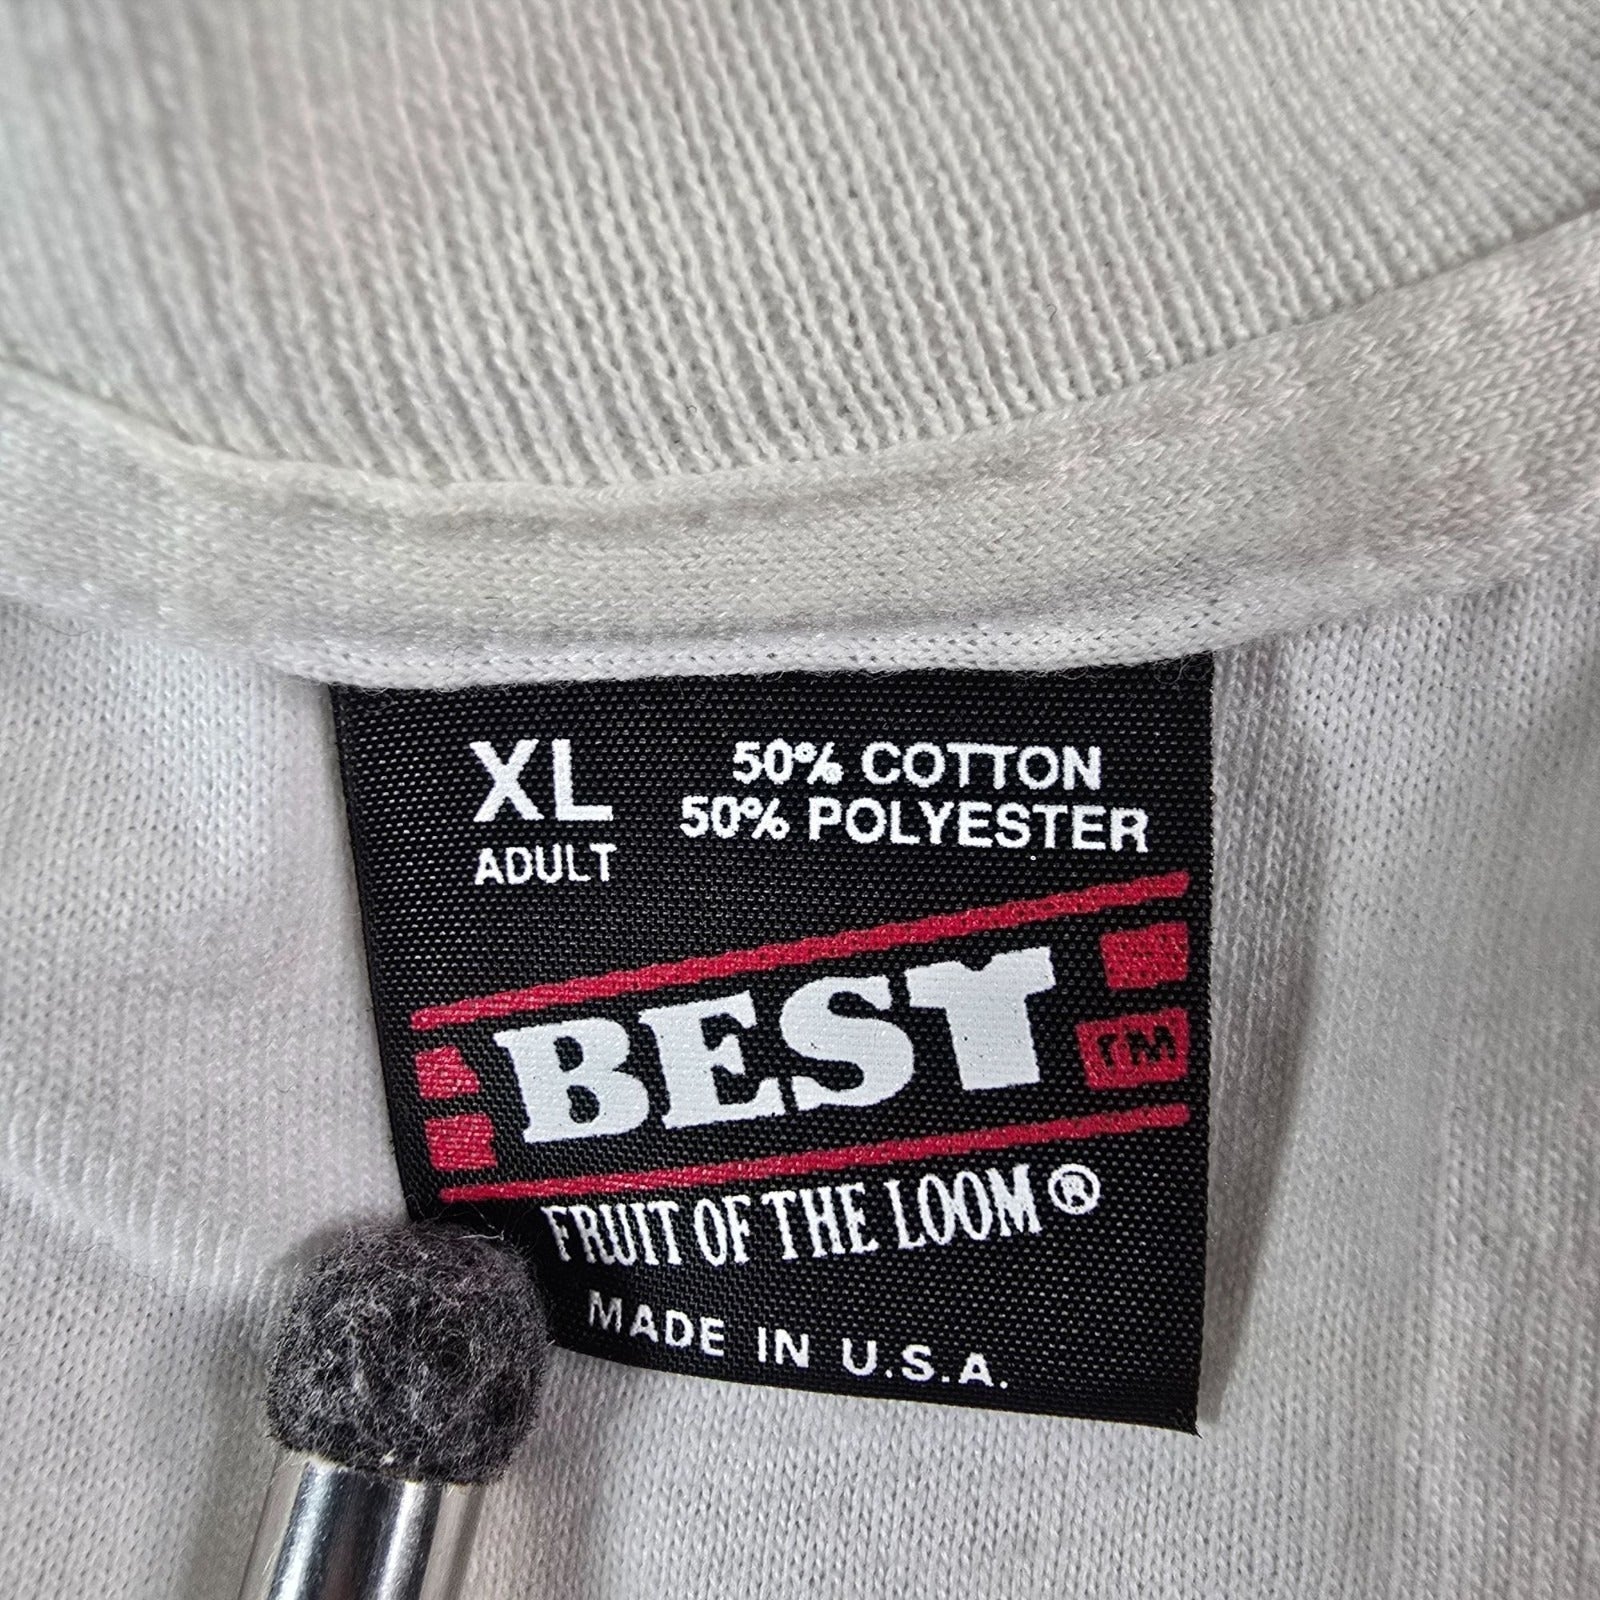 XL
ADULT
50% COTTON
50% POLYESTER
BEST
TM
FRUIT OF THE LOOM®
MADE IN U.S.A.